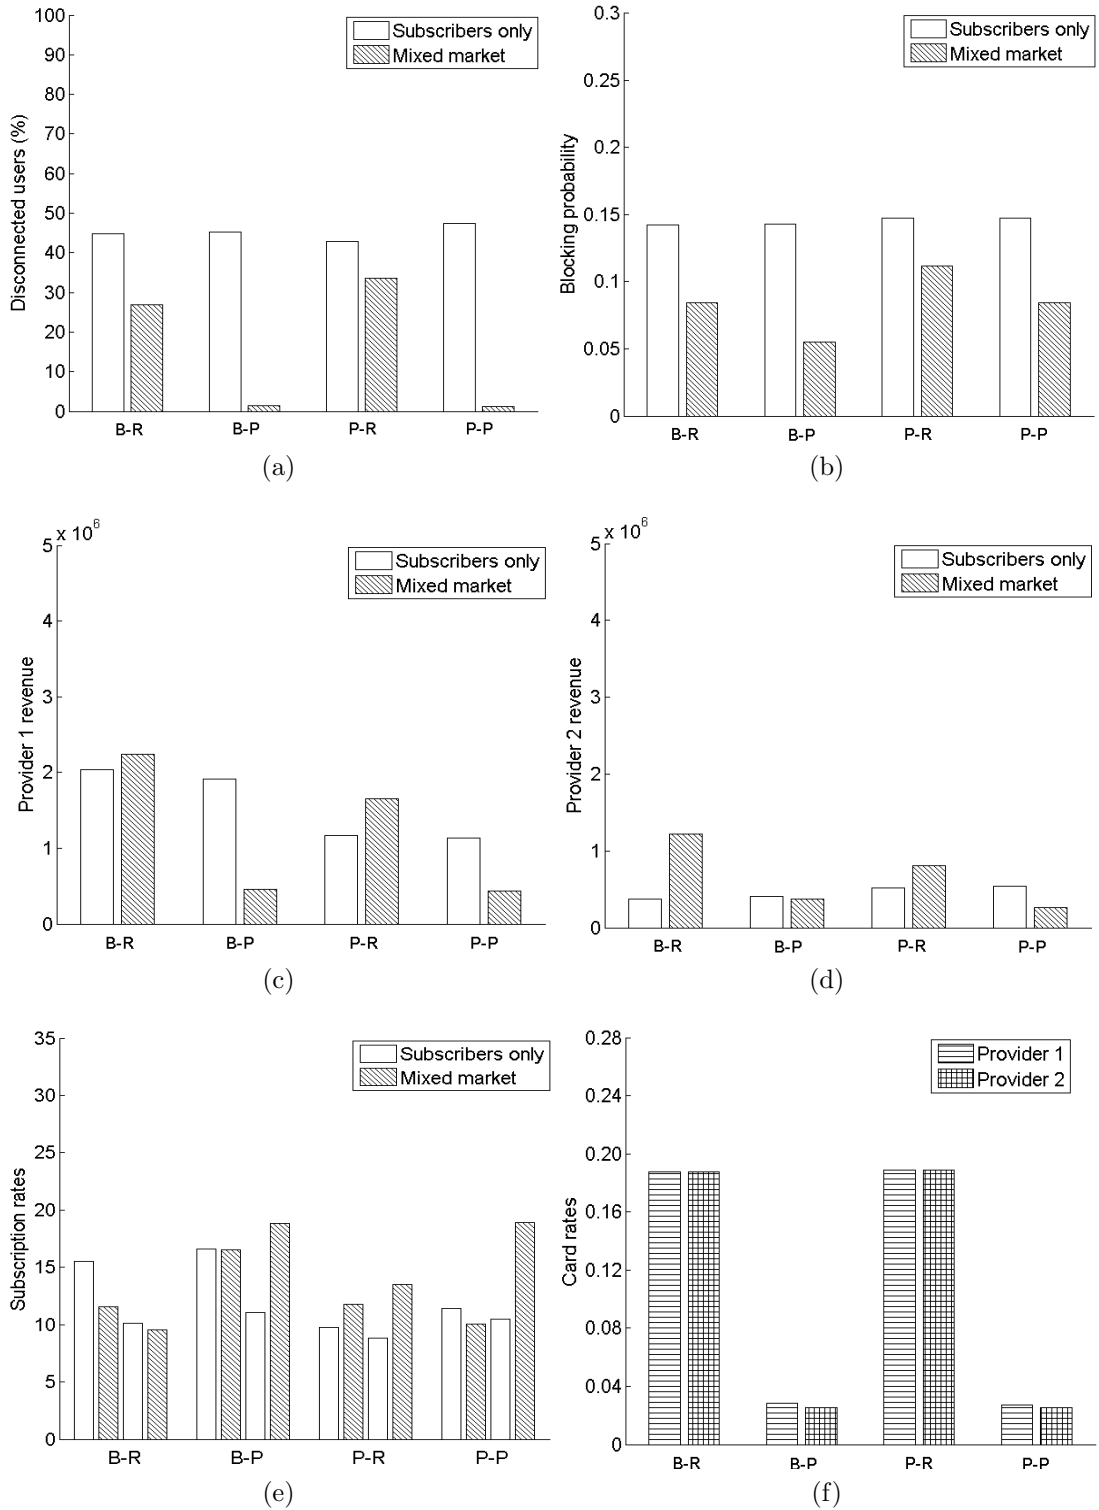 100
90
80
70
60
50
40
30
20
10
0
Disconnected users (%)
Subscribers only
Mixed market
B-R B-P P-R P-P
(a)
0.3
0.25
0.2
0.15
0.1
0.05
0
Blocking probability
Subscribers only
Mixed market
B-R B-P P-R P-P
(b)
x 10^6
5
4
3
2
1
0
Provider 1 revenue
Subscribers only
Mixed market
B-R B-P P-R P-P
(c)
x 10^6
5
4
3
2
1
0
Provider 2 revenue
Subscribers only
Mixed market
B-R B-P P-R P-P
(d)
35
30
25
20
15
10
5
0
Subscription rates
Subscribers only
Mixed market
B-R B-P P-R P-P
(e)
0.28
0.24
0.20
0.16
0.12
0.08
0.04
0
Card rates
Provider 1
Provider 2
B-R B-P P-R P-P
(f)